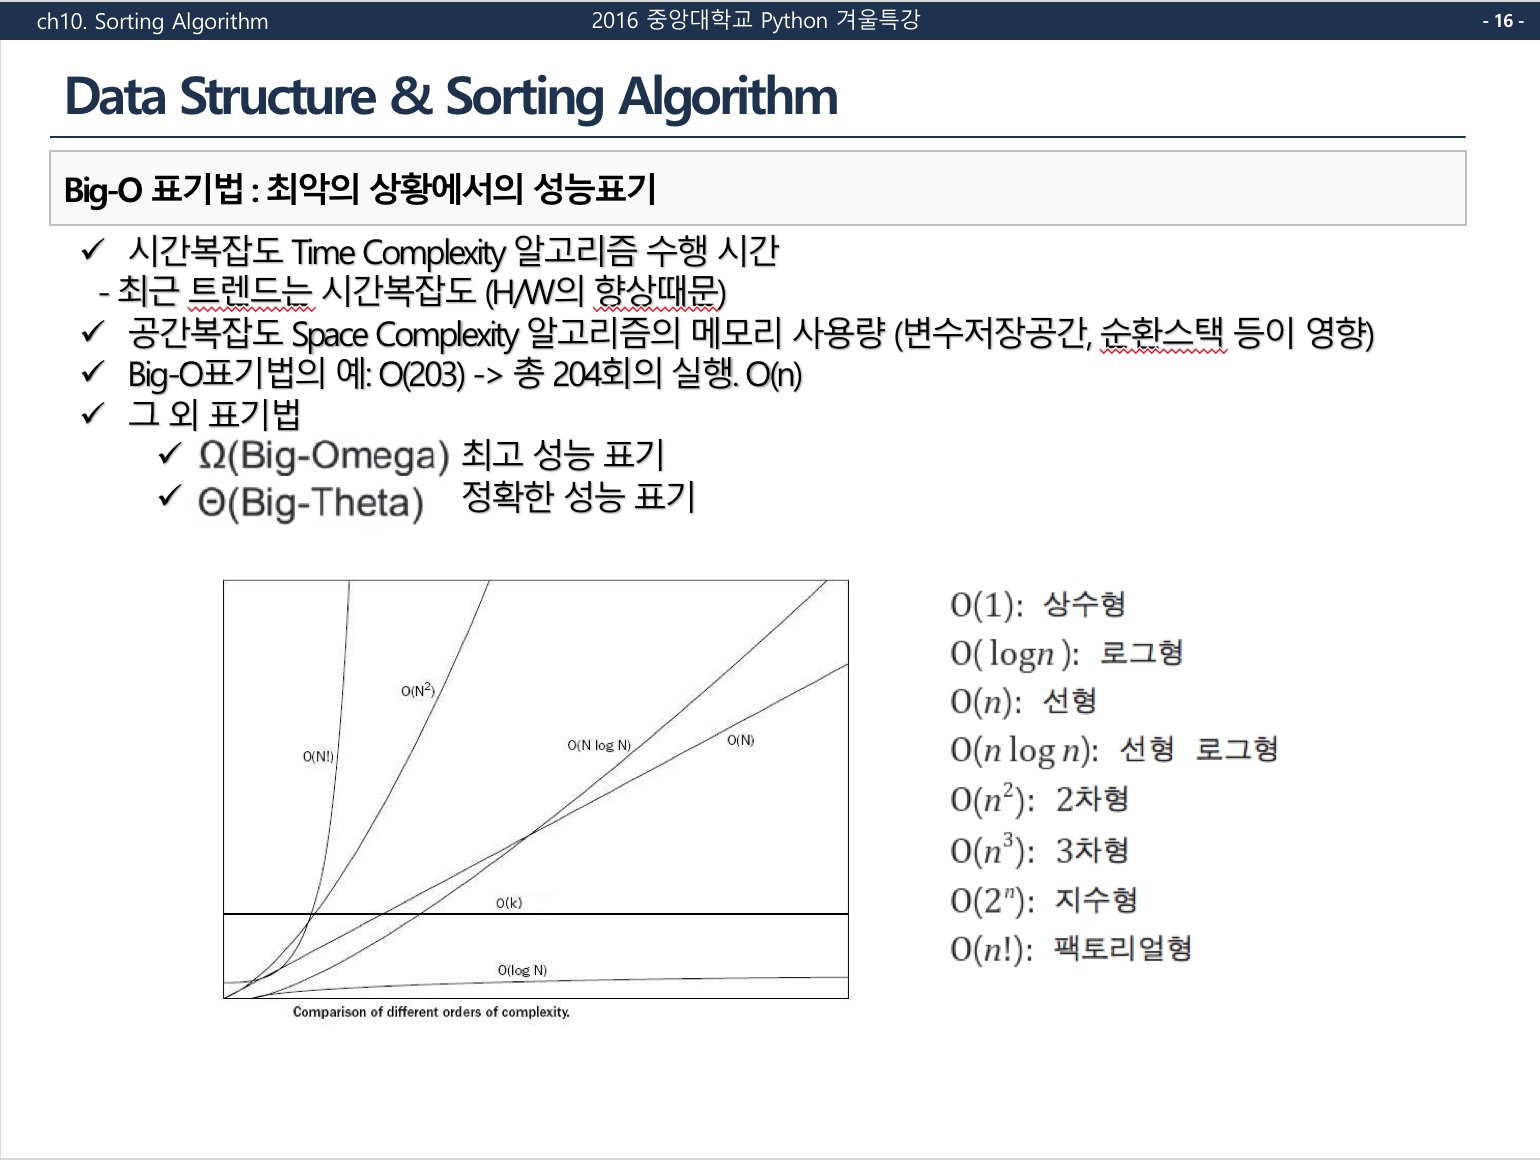 ch10. Sorting Algorithm
2016 중앙대학교 Python 겨울특강
- 16 -
Data Structure & Sorting Algorithm
Big-O 표기법 : 최악의 상황에서의 성능표기
✓ 시간복잡도 Time Complexity 알고리즘 수행 시간
- 최근 트렌드는 시간복잡도 (H/W의 향상때문)
✓ 공간복잡도 Space Complexity 알고리즘의 메모리 사용량 (변수저장공간, 순환스택 등이 영향)
✓ Big-O표기법의 예: O(203) -> 총 204회의 실행. O(n)
✓ 그 외 표기법
✓ Ω(Big-Omega) 최고 성능 표기
✓ Θ(Big-Theta) 정확한 성능 표기
O(N²)
O(N!)
O(N log N)
O(N)
O(k)
O(log N)
Comparison of different orders of complexity.
O(1): 상수형
O( logn ): 로그형
O(n): 선형
O(n log n): 선형 로그형
O(n²): 2차형
O(n³): 3차형
O(2ⁿ): 지수형
O(n!): 팩토리얼형